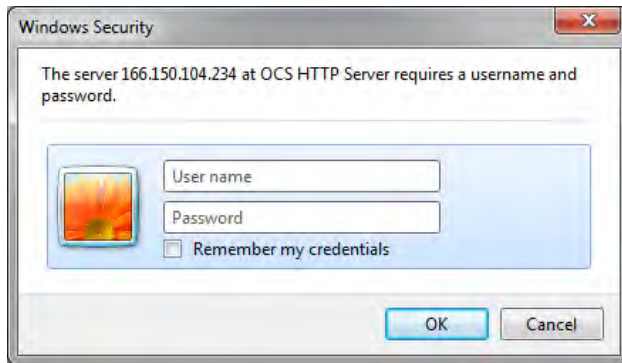 Windows Security
The server 166.150.104.234 at OCS HTTP Server requires a username and
password.
User name
Password
Remember my credentials
OK
Cancel